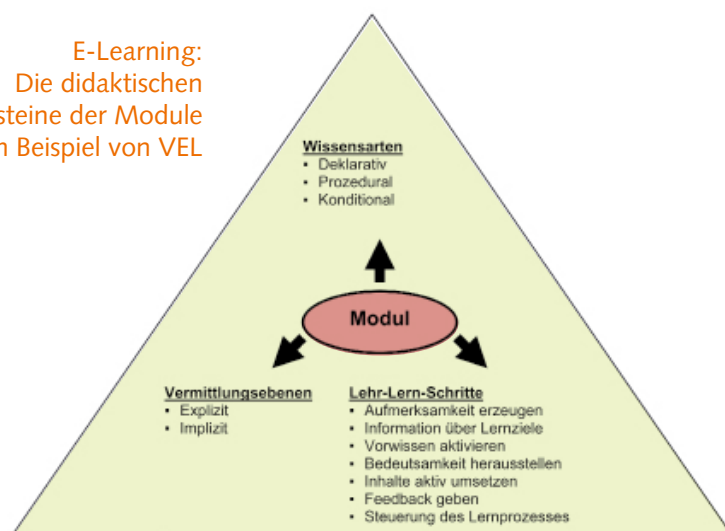 E-Learning:
Die didaktischen
steine der Module
Beispiel von VEL
Wissensarten
▪ Deklarativ
▪ Prozedural
▪ Konditional
Modul
Vermittlungsebenen
▪ Explizit
▪ Implizit
Lehr-Lern-Schritte
▪ Aufmerksamkeit erzeugen
▪ Information über Lernziele
▪ Vorwissen aktivieren
▪ Bedeutsamkeit herausstellen
▪ Inhalte aktiv umsetzen
▪ Feedback geben
▪ Steuerung des Lernprozesses